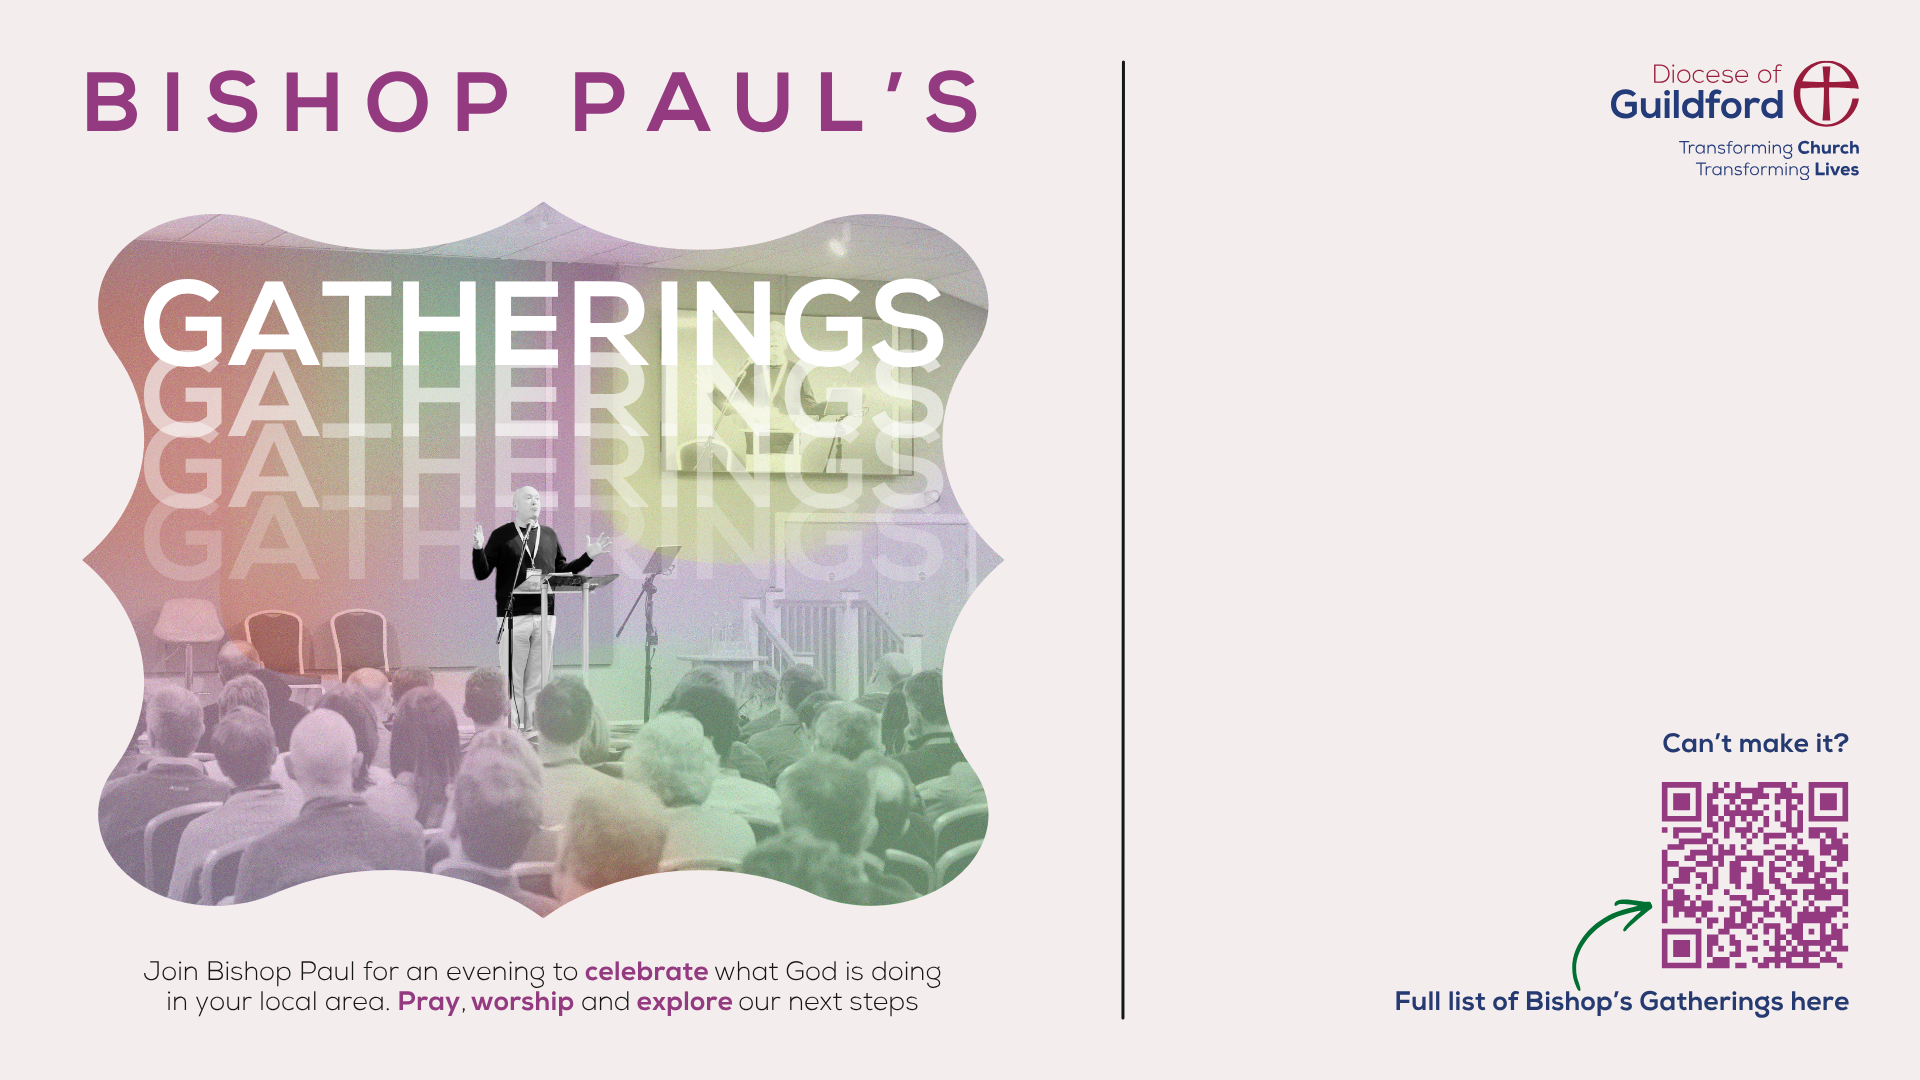 BISHOP PAUL'S
GATHERINGS
GATHERINGS
GATHERINGS
GATHERINGS
Join Bishop Paul for an evening to celebrate what God is doing
in your local area. Pray, worship and explore our next steps
Diocese of
Guildford
Transforming Church
Transforming Lives
Can't make it?
Full list of Bishop's Gatherings here